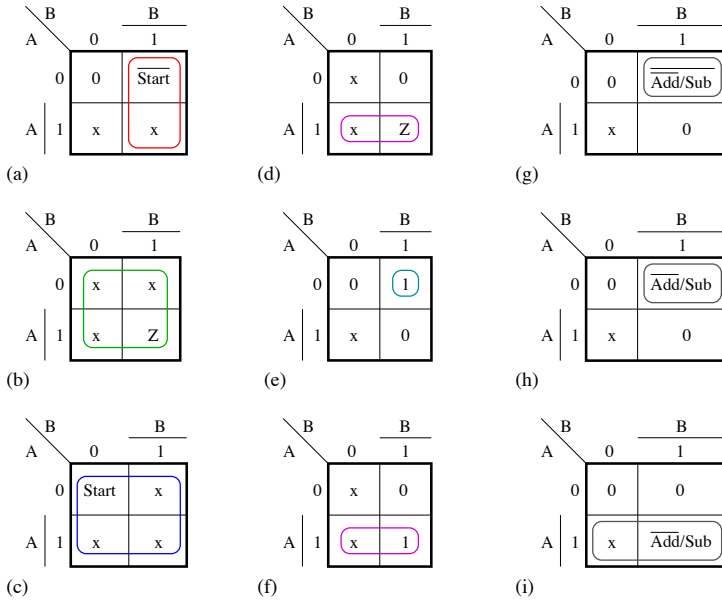 B B
A 0 1
0 0 Start
A 1 x x
(a)
B B
A 0 1
0 x x
A 1 x Z
(b)
B B
A 0 1
0 Start x
A 1 x x
(c)
B B
A 0 1
0 x 0
A 1 x Z
(d)
B B
A 0 1
0 0 1
A 1 x 0
(e)
B B
A 0 1
0 x 0
A 1 x 1
(f)
B B
A 0 1
0 0 Add/Sub
A 1 x 0
(g)
B B
A 0 1
0 0 Add/Sub
A 1 x 0
(h)
B B
A 0 1
0 0 0
A 1 x Add/Sub
(i)